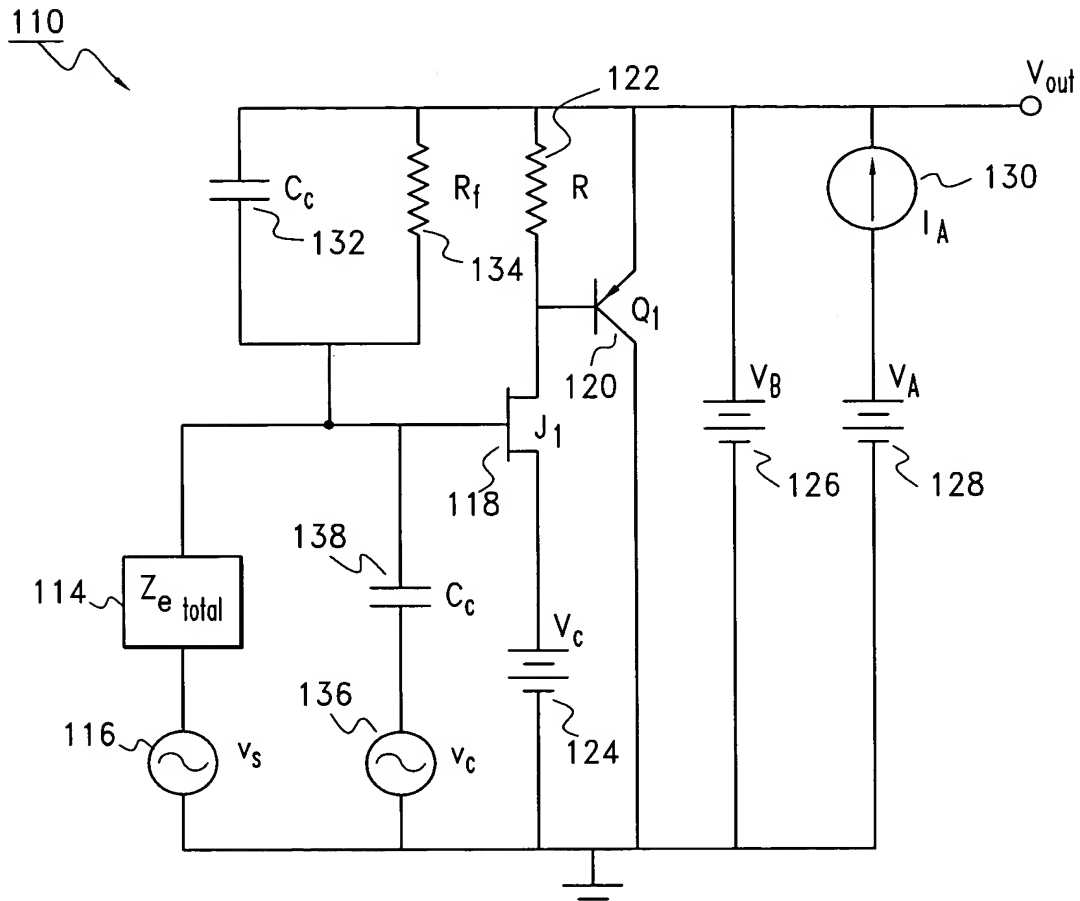 110
122
V_out
C_c
R_f
R
130
132
134
I_A
Q_1
120
V_B
V_A
J_1
126
128
118
138
114
Z_e total
C_c
V_c
136
124
116
v_s
v_c